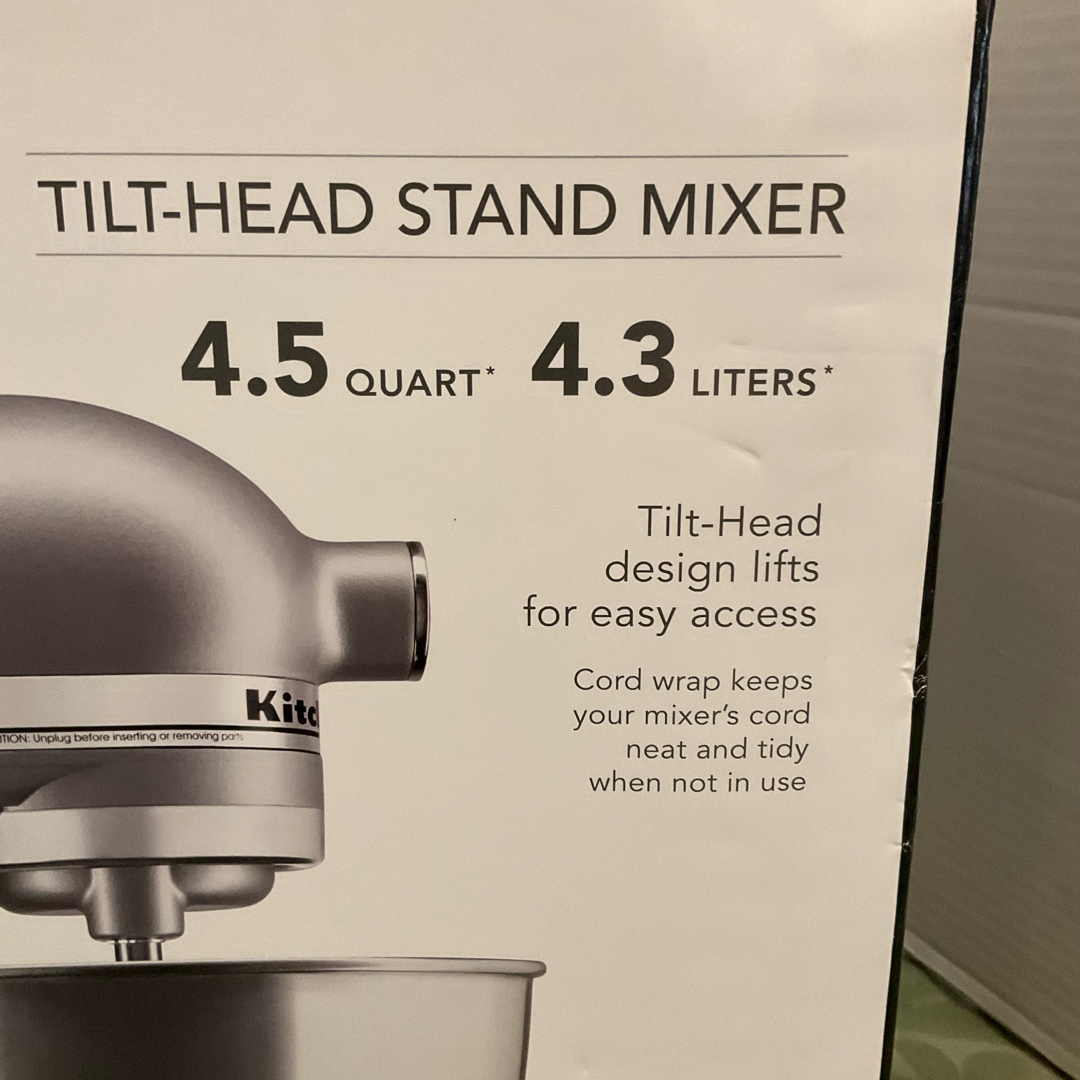 TILT-HEAD STAND MIXER
4.5 QUART* 4.3 LITERS*
Tilt-Head
design lifts
for easy access
Cord wrap keeps
your mixer's cord
neat and tidy
when not in use
Kitc
TION: Unplug before inserting or removing parts